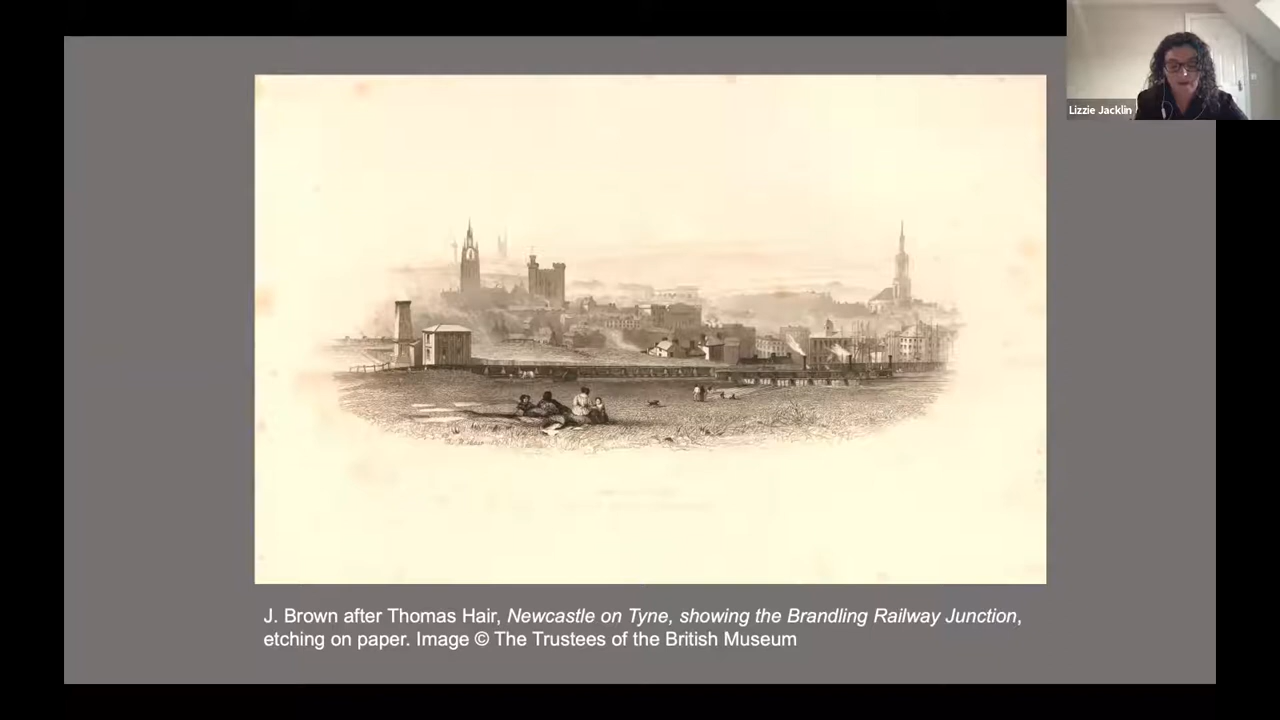 Lizzie Jacklin
J. Brown after Thomas Hair, Newcastle on Tyne, showing the Brandling Railway Junction,
etching on paper. Image © The Trustees of the British Museum